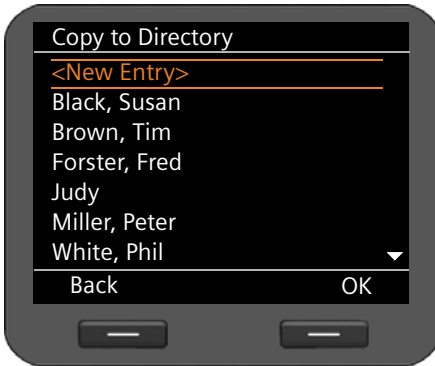 Copy to Directory
<New Entry>
Black, Susan
Brown, Tim
Forster, Fred
Judy
Miller, Peter
White, Phil
Back OK